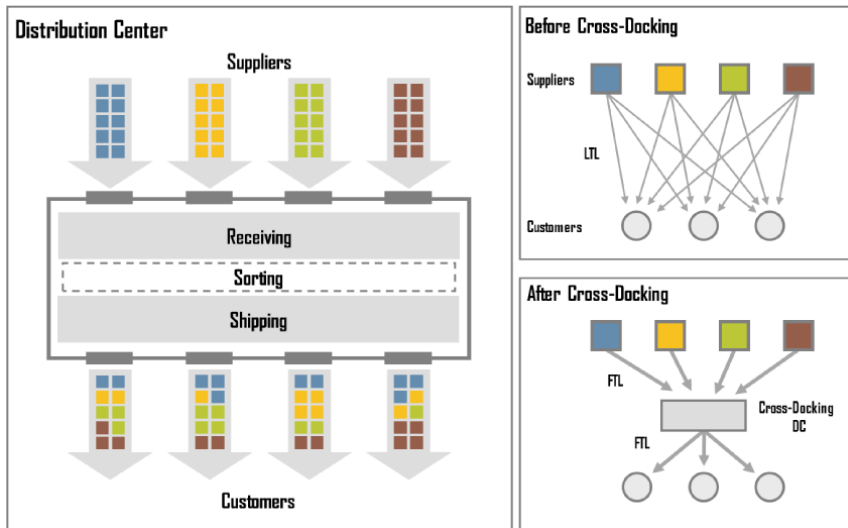 Distribution Center
Suppliers
Receiving
Sorting
Shipping
Customers
Before Cross-Docking
Suppliers
LTL
Customers
After Cross-Docking
FTL
Cross-Docking
DC
FTL